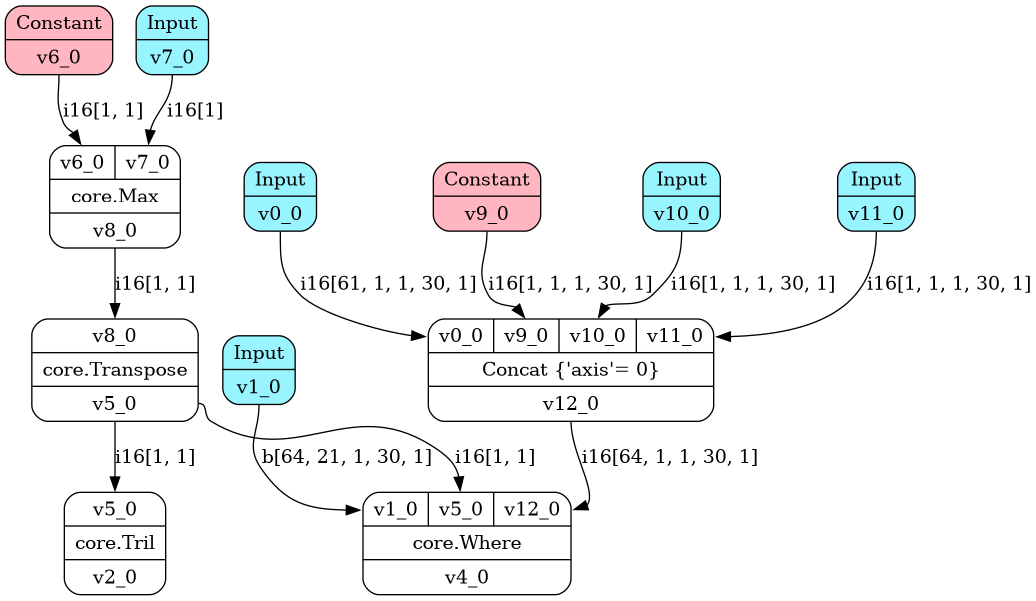 Constant
v6_0
Input
v7_0
i16[1, 1]
i16[1]
v6_0 v7_0
core.Max
v8_0
Input
v0_0
Constant
v9_0
Input
v10_0
Input
v11_0
i16[1, 1]
i16[61, 1, 1, 30, 1]
i16[1, 1, 1, 30, 1]
i16[1, 1, 1, 30, 1]
i16[1, 1, 1, 30, 1]
v8_0
core.Transpose
v5_0
Input
v1_0
v0_0 v9_0 v10_0 v11_0
Concat {'axis'= 0}
v12_0
i16[1, 1]
b[64, 21, 1, 30, 1]
i16[1, 1]
i16[64, 1, 1, 30, 1]
v5_0
core.Tril
v2_0
v1_0 v5_0 v12_0
core.Where
v4_0